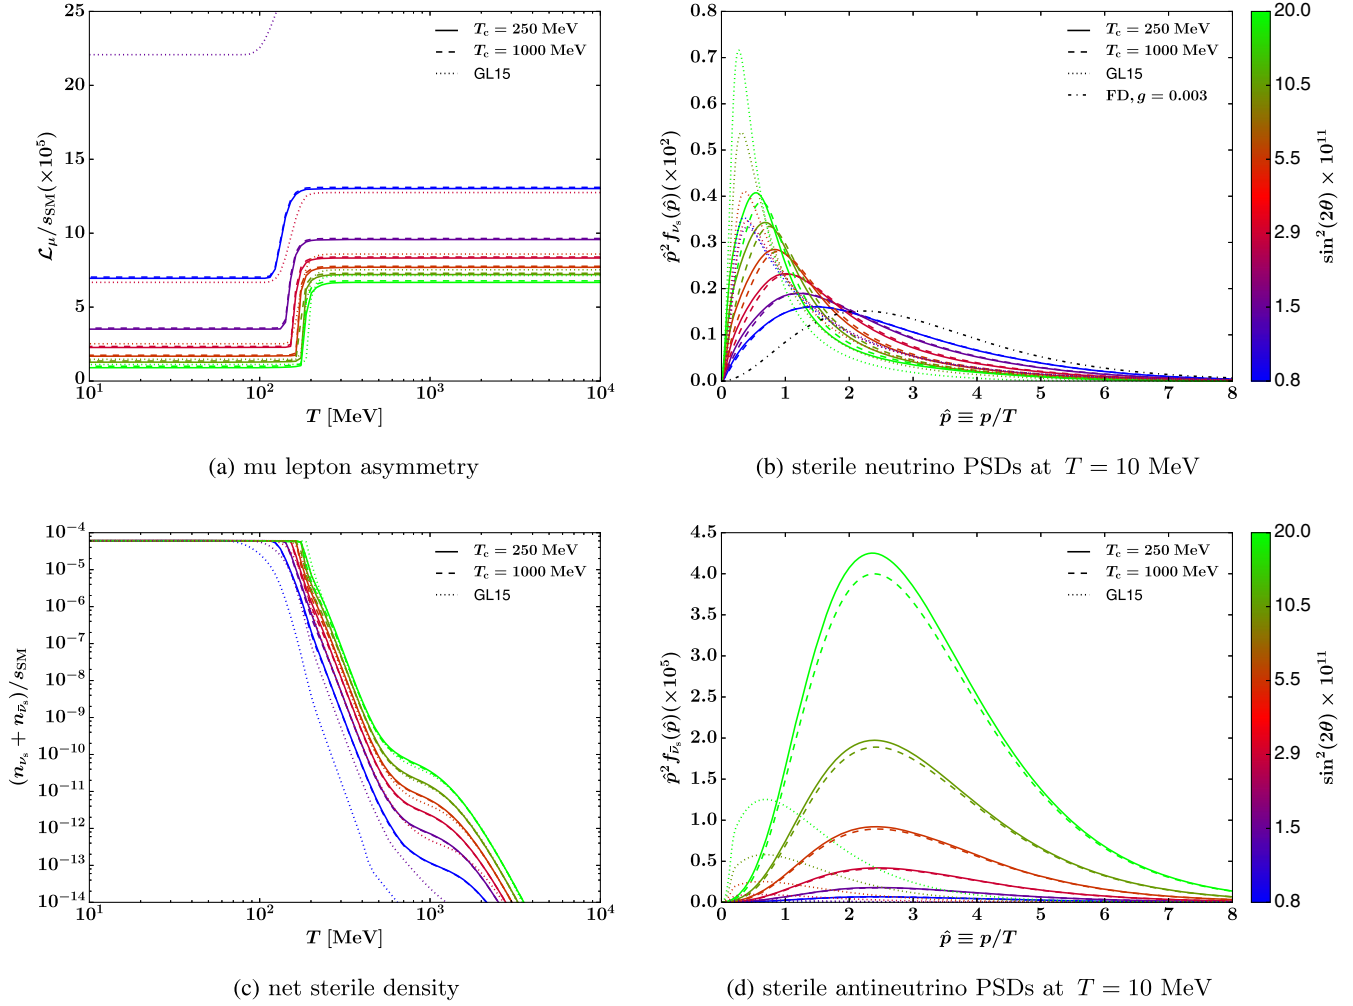 25
20
15
10
5
0
10^1
10^2
10^3
10^4
T [MeV]
𝓛_μ/s_SM(×10^5)
T_c = 250 MeV
T_c = 1000 MeV
GL15
(a) mu lepton asymmetry
0.8
0.7
0.6
0.5
0.4
0.3
0.2
0.1
0.0
0
1
2
3
4
5
6
7
8
p̂ ≡ p/T
p̂^2 f_{ν_s}(p̂)(×10^2)
T_c = 250 MeV
T_c = 1000 MeV
GL15
FD, g = 0.003
20.0
10.5
5.5
2.9
1.5
0.8
sin^2(2θ) × 10^11
(b) sterile neutrino PSDs at T = 10 MeV
10^−4
10^−5
10^−6
10^−7
10^−8
10^−9
10^−10
10^−11
10^−12
10^−13
10^−14
10^1
10^2
10^3
10^4
T [MeV]
(n_{ν_s} + n_{ν̄_s})/s_SM
T_c = 250 MeV
T_c = 1000 MeV
GL15
(c) net sterile density
4.5
4.0
3.5
3.0
2.5
2.0
1.5
1.0
0.5
0.0
0
1
2
3
4
5
6
7
8
p̂ ≡ p/T
p̂^2 f_{ν̄_s}(p̂)(×10^5)
T_c = 250 MeV
T_c = 1000 MeV
GL15
20.0
10.5
5.5
2.9
1.5
0.8
sin^2(2θ) × 10^11
(d) sterile antineutrino PSDs at T = 10 MeV